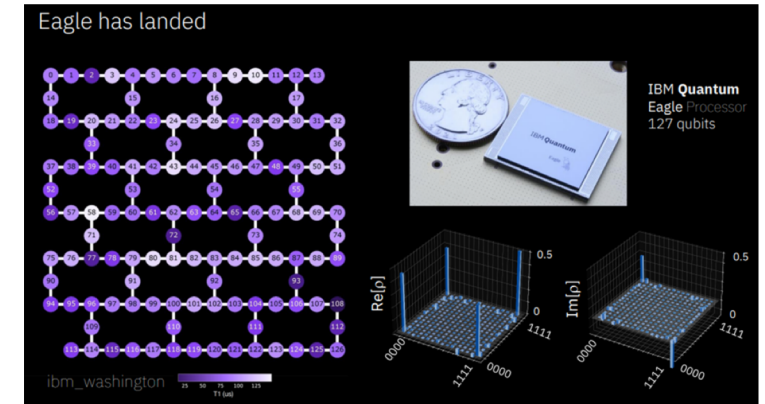 Eagle has landed
0 1 2 3 4 5 6 7 8 9 10 11 12 13
14 15 16 17
18 19 20 21 22 23 24 25 26 27 28 29 30 31 32
33 34 35 36
37 38 39 40 41 42 43 44 45 46 47 48 49 50 51
52 53 54 55
56 57 58 59 60 61 62 63 64 65 66 67 68 69 70
71 72 73 74
75 76 77 78 79 80 81 82 83 84 85 86 87 88 89
90 91 92 93
94 95 96 97 98 99 100 101 102 103 104 105 106 107 108
109 110 111 112
113 114 115 116 117 118 119 120 121 122 123 124 125 126
ibm_washington
25 50 75 100 125
T1 (us)
IBM Quantum
Eagle
IBM Quantum
Eagle Processor
127 qubits
Re[ρ]
0.5
0
0000
1111
0000
1111
Im[ρ]
0.5
0
0000
1111
0000
1111